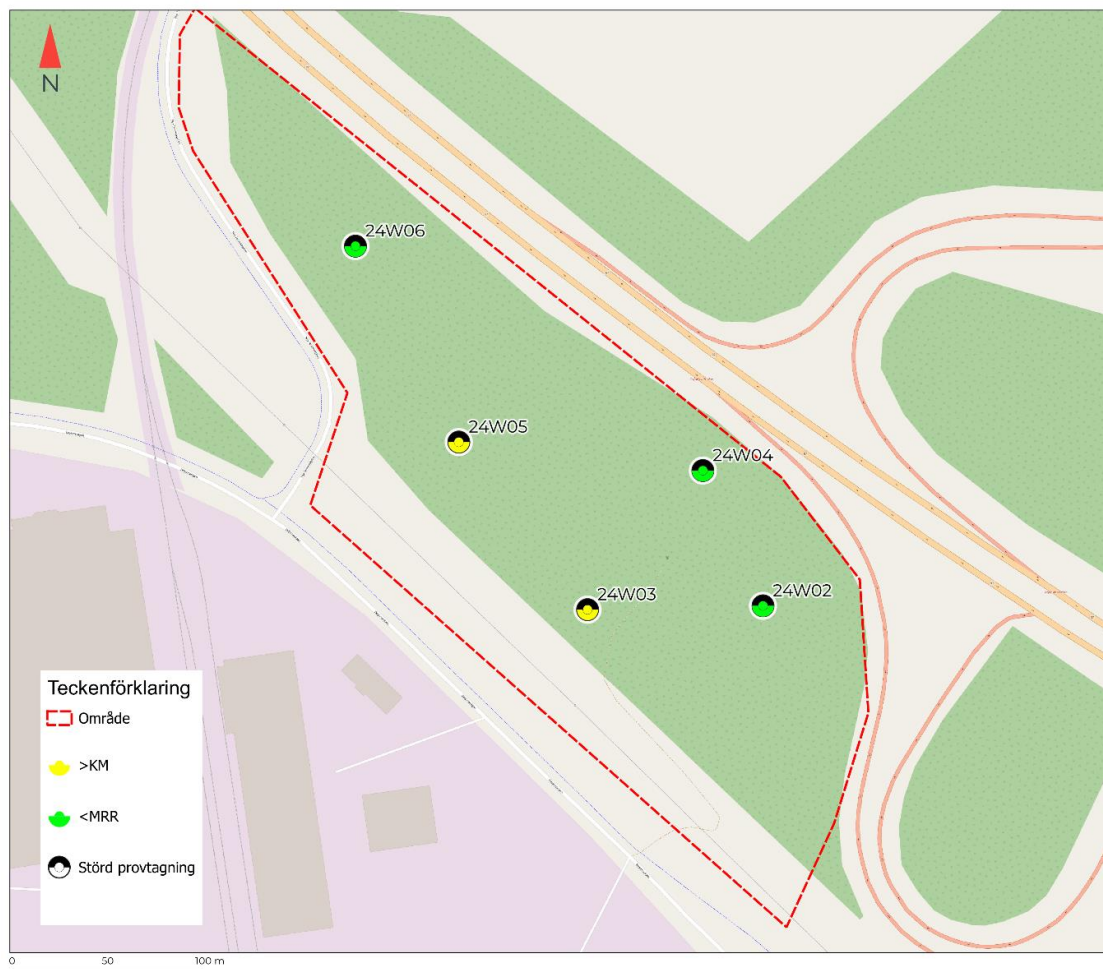 N
24W06
24W05
24W04
24W03
24W02
Teckenförklaring
Område
>KM
<MRR
Störd provtagning
0 50 100 m